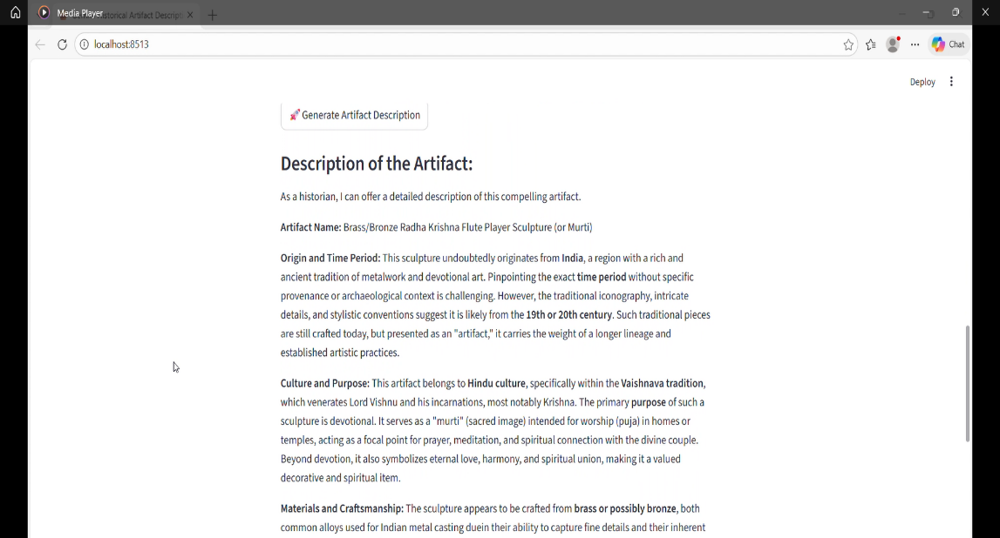 Media Player
storical Artifact Descript
localhost:8513
Chat
Deploy
🚀 Generate Artifact Description
Description of the Artifact:
As a historian, I can offer a detailed description of this compelling artifact.
Artifact Name: Brass/Bronze Radha Krishna Flute Player Sculpture (or Murti)
Origin and Time Period: This sculpture undoubtedly originates from India, a region with a rich and
ancient tradition of metalwork and devotional art. Pinpointing the exact time period without specific
provenance or archaeological context is challenging. However, the traditional iconography, intricate
details, and stylistic conventions suggest it is likely from the 19th or 20th century. Such traditional pieces
are still crafted today, but presented as an "artifact," it carries the weight of a longer lineage and
established artistic practices.
Culture and Purpose: This artifact belongs to Hindu culture, specifically within the Vaishnava tradition,
which venerates Lord Vishnu and his incarnations, most notably Krishna. The primary purpose of such a
sculpture is devotional. It serves as a "murti" (sacred image) intended for worship (puja) in homes or
temples, acting as a focal point for prayer, meditation, and spiritual connection with the divine couple.
Beyond devotion, it also symbolizes eternal love, harmony, and spiritual union, making it a valued
decorative and spiritual item.
Materials and Craftsmanship: The sculpture appears to be crafted from brass or possibly bronze, both
common alloys used for Indian metal casting duein their ability to capture fine details and their inherent